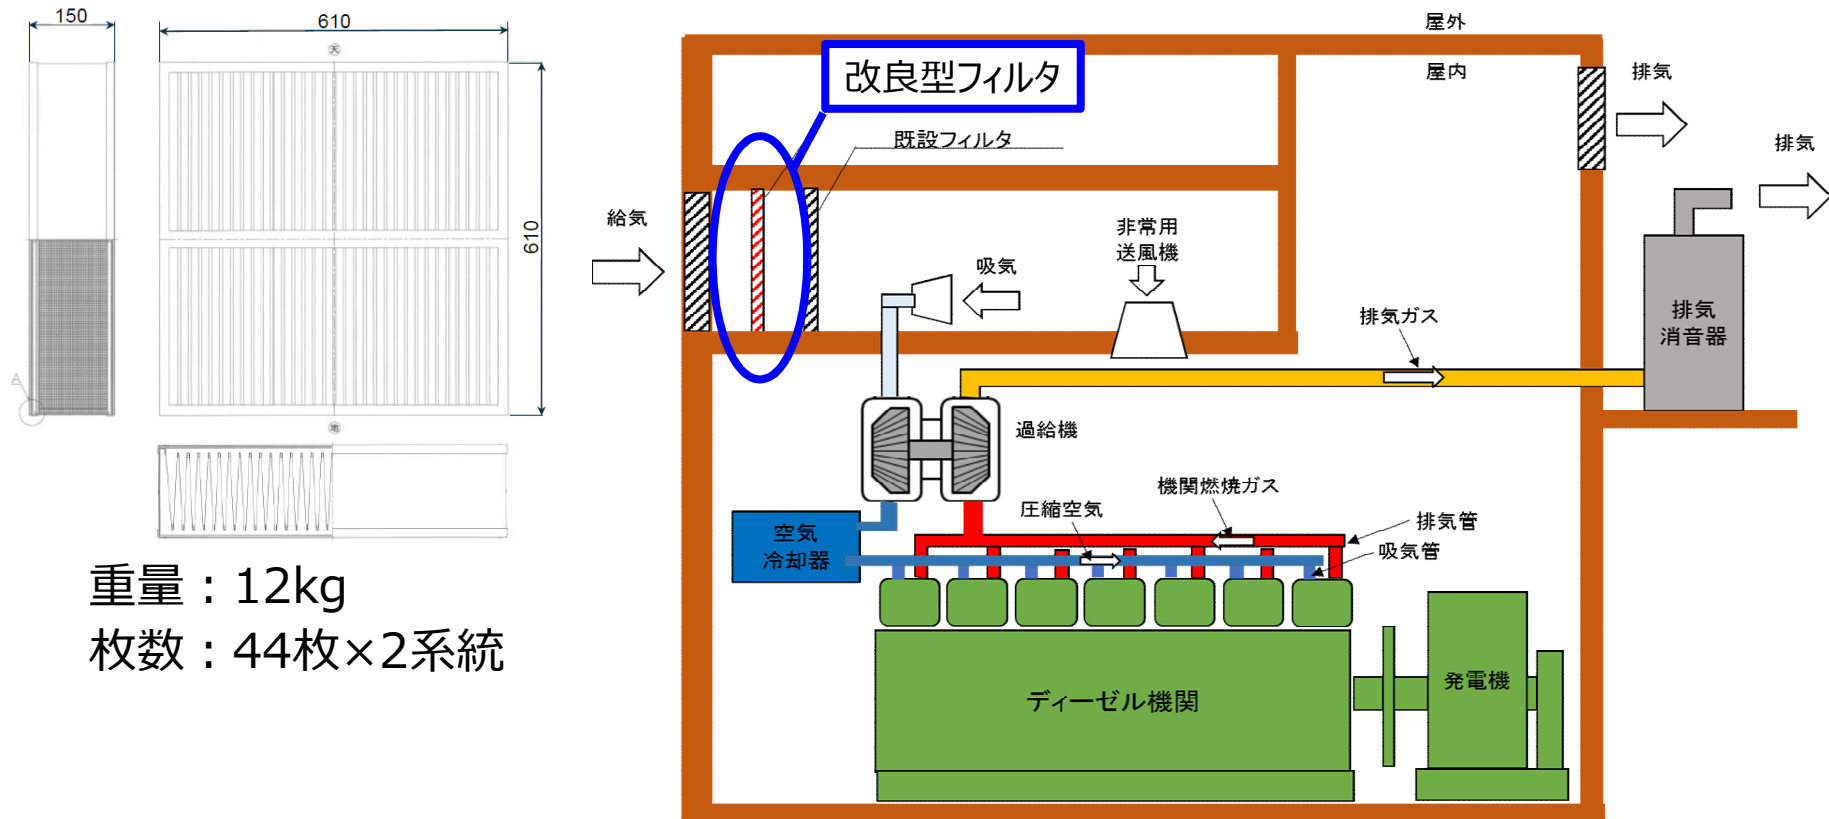 150
610
天
610
A
地
重量：12kg
枚数：44枚×2系統
屋外
屋内
改良型フィルタ
既設フィルタ
給気
吸気
非常用
送風機
排気
排気
排気ガス
排気
消音器
過給機
機関燃焼ガス
圧縮空気
排気管
吸気管
空気
冷却器
ディーゼル機関
発電機